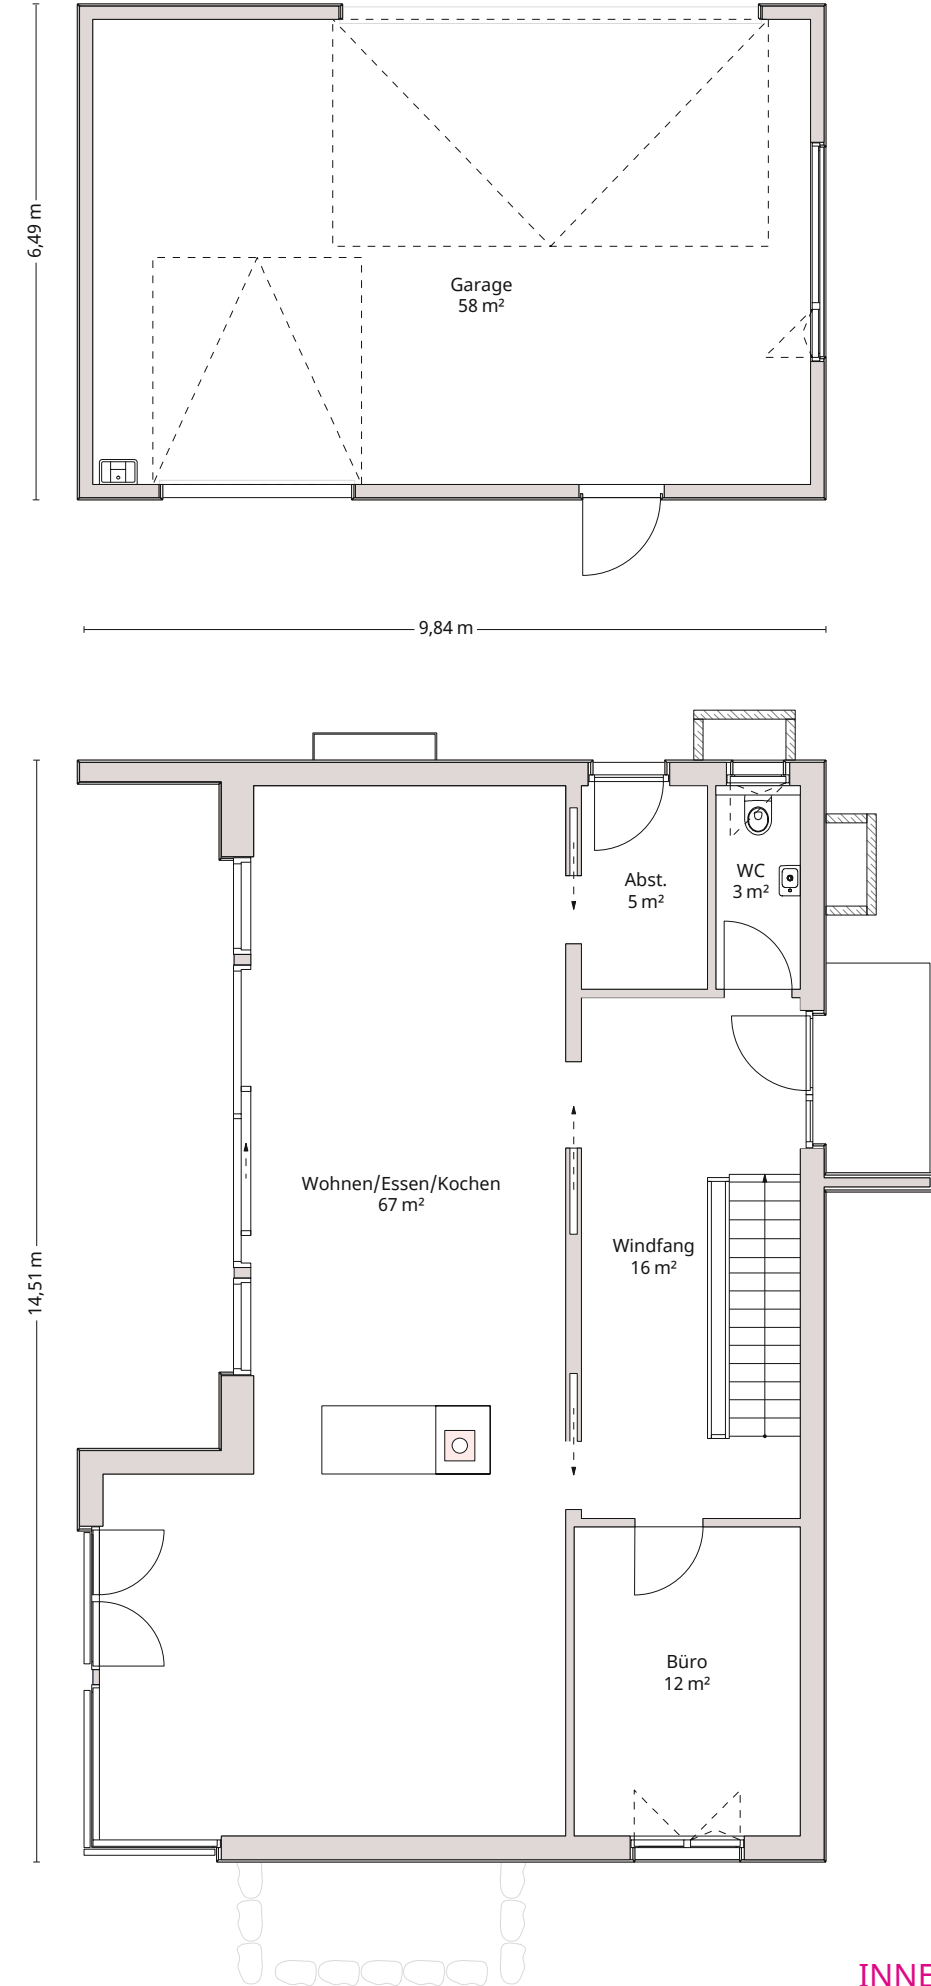 6,49 m
Garage
58 m²
9,84 m
WC
3 m²
Abst.
5 m²
Wohnen/Essen/Kochen
67 m²
Windfang
16 m²
14,51 m
Büro
12 m²
INNE